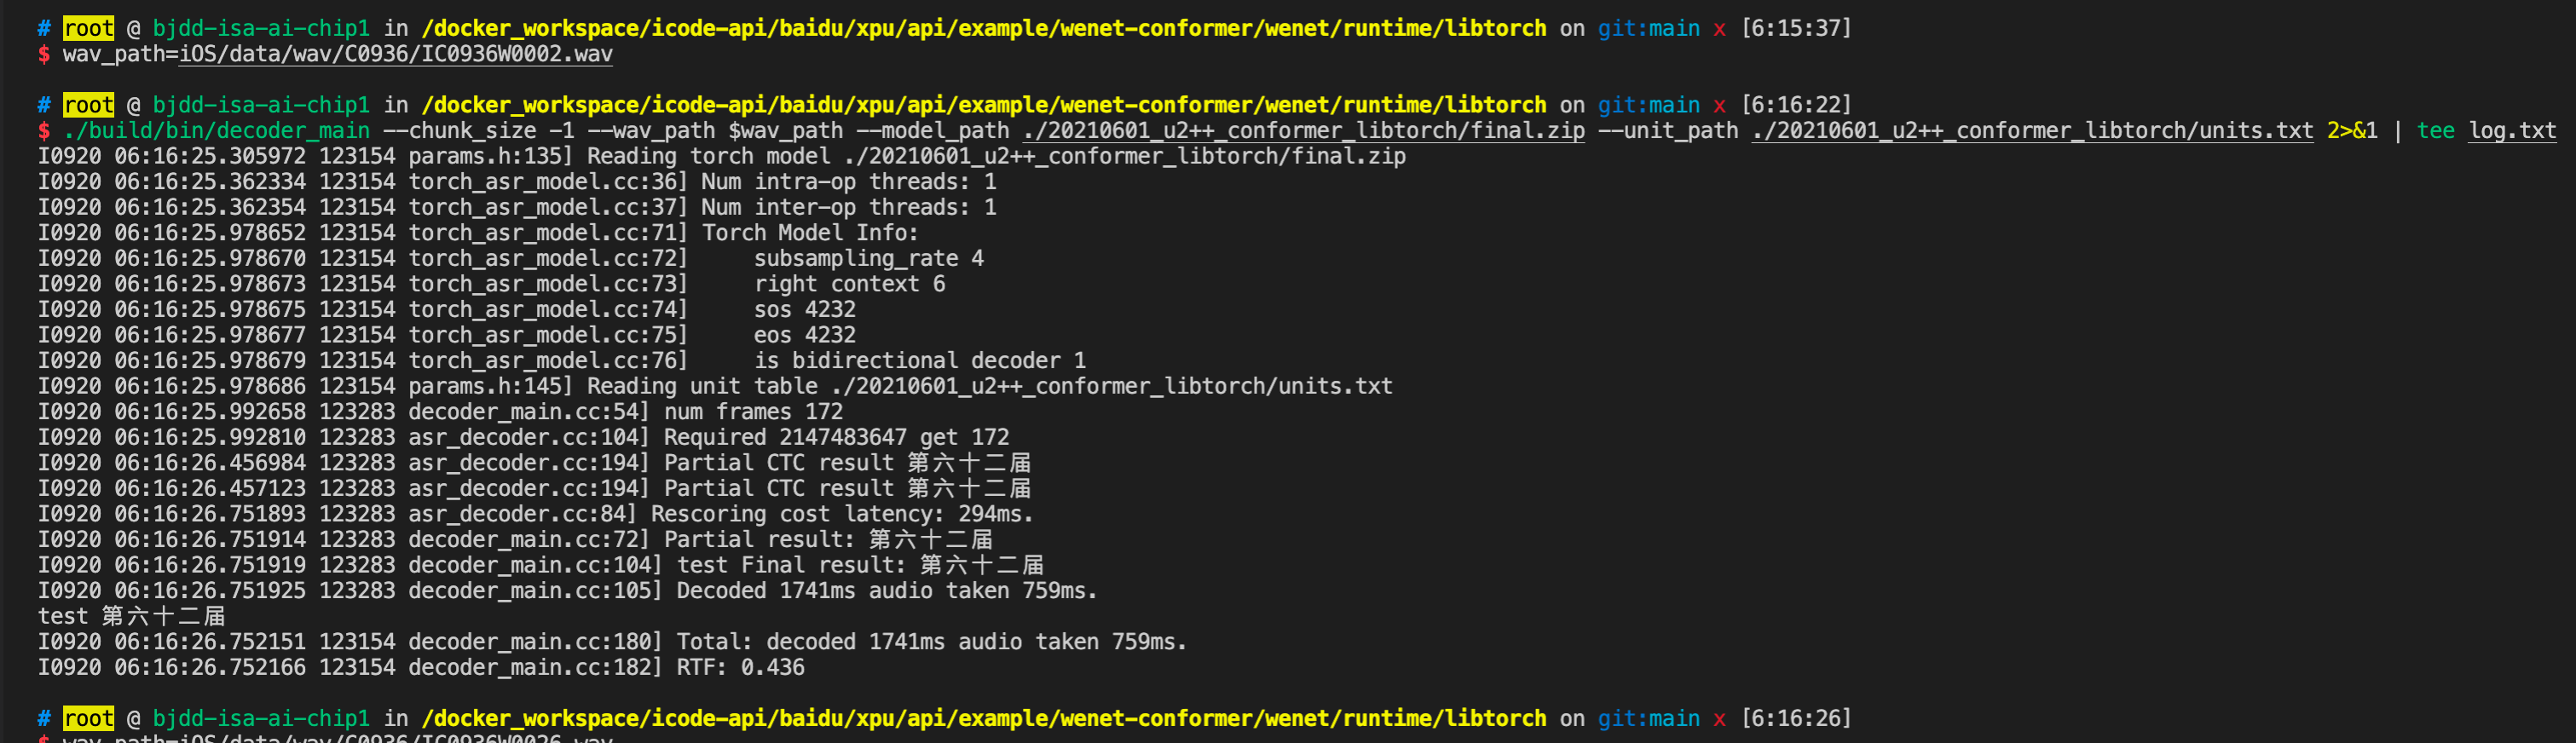 # root @ bjdd-isa-ai-chip1 in /docker_workspace/icode-api/baidu/xpu/api/example/wenet-conformer/wenet/runtime/libtorch on git:main x [6:15:37]
$ wav_path=iOS/data/wav/C0936/IC0936W0002.wav
# root @ bjdd-isa-ai-chip1 in /docker_workspace/icode-api/baidu/xpu/api/example/wenet-conformer/wenet/runtime/libtorch on git:main x [6:16:22]
$ ./build/bin/decoder_main --chunk_size -1 --wav_path $wav_path --model_path ./20210601_u2++_conformer_libtorch/final.zip --unit_path ./20210601_u2++_conformer_libtorch/units.txt 2>&1 | tee log.txt
I0920 06:16:25.305972 123154 params.h:135] Reading torch model ./20210601_u2++_conformer_libtorch/final.zip
I0920 06:16:25.362334 123154 torch_asr_model.cc:36] Num intra-op threads: 1
I0920 06:16:25.362354 123154 torch_asr_model.cc:37] Num inter-op threads: 1
I0920 06:16:25.978652 123154 torch_asr_model.cc:71] Torch Model Info:
I0920 06:16:25.978670 123154 torch_asr_model.cc:72]     subsampling_rate 4
I0920 06:16:25.978673 123154 torch_asr_model.cc:73]     right context 6
I0920 06:16:25.978675 123154 torch_asr_model.cc:74]     sos 4232
I0920 06:16:25.978677 123154 torch_asr_model.cc:75]     eos 4232
I0920 06:16:25.978679 123154 torch_asr_model.cc:76]     is bidirectional decoder 1
I0920 06:16:25.978686 123154 params.h:145] Reading unit table ./20210601_u2++_conformer_libtorch/units.txt
I0920 06:16:25.992658 123283 decoder_main.cc:54] num frames 172
I0920 06:16:25.992810 123283 asr_decoder.cc:104] Required 2147483647 get 172
I0920 06:16:26.456984 123283 asr_decoder.cc:194] Partial CTC result 第六十二届
I0920 06:16:26.457123 123283 asr_decoder.cc:194] Partial CTC result 第六十二届
I0920 06:16:26.751893 123283 asr_decoder.cc:84] Rescoring cost latency: 294ms.
I0920 06:16:26.751914 123283 decoder_main.cc:72] Partial result: 第六十二届
I0920 06:16:26.751919 123283 decoder_main.cc:104] test Final result: 第六十二届
I0920 06:16:26.751925 123283 decoder_main.cc:105] Decoded 1741ms audio taken 759ms.
test 第六十二届
I0920 06:16:26.752151 123154 decoder_main.cc:180] Total: decoded 1741ms audio taken 759ms.
I0920 06:16:26.752166 123154 decoder_main.cc:182] RTF: 0.436
# root @ bjdd-isa-ai-chip1 in /docker_workspace/icode-api/baidu/xpu/api/example/wenet-conformer/wenet/runtime/libtorch on git:main x [6:16:26]
$ wav_path=iOS/data/wav/C0936/IC0936W0026.wav